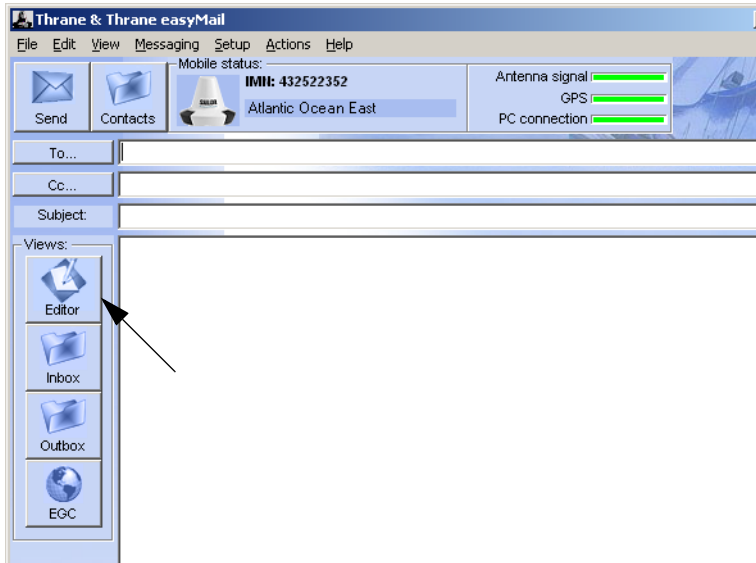 Thrane & Thrane easyMail
File Edit View Messaging Setup Actions Help
Mobile status:
Send
Contacts
SAILOR
IMN: 432522352
Atlantic Ocean East
Antenna signal
GPS
PC connection
To...
Cc...
Subject:
Views:
Editor
Inbox
Outbox
EGC